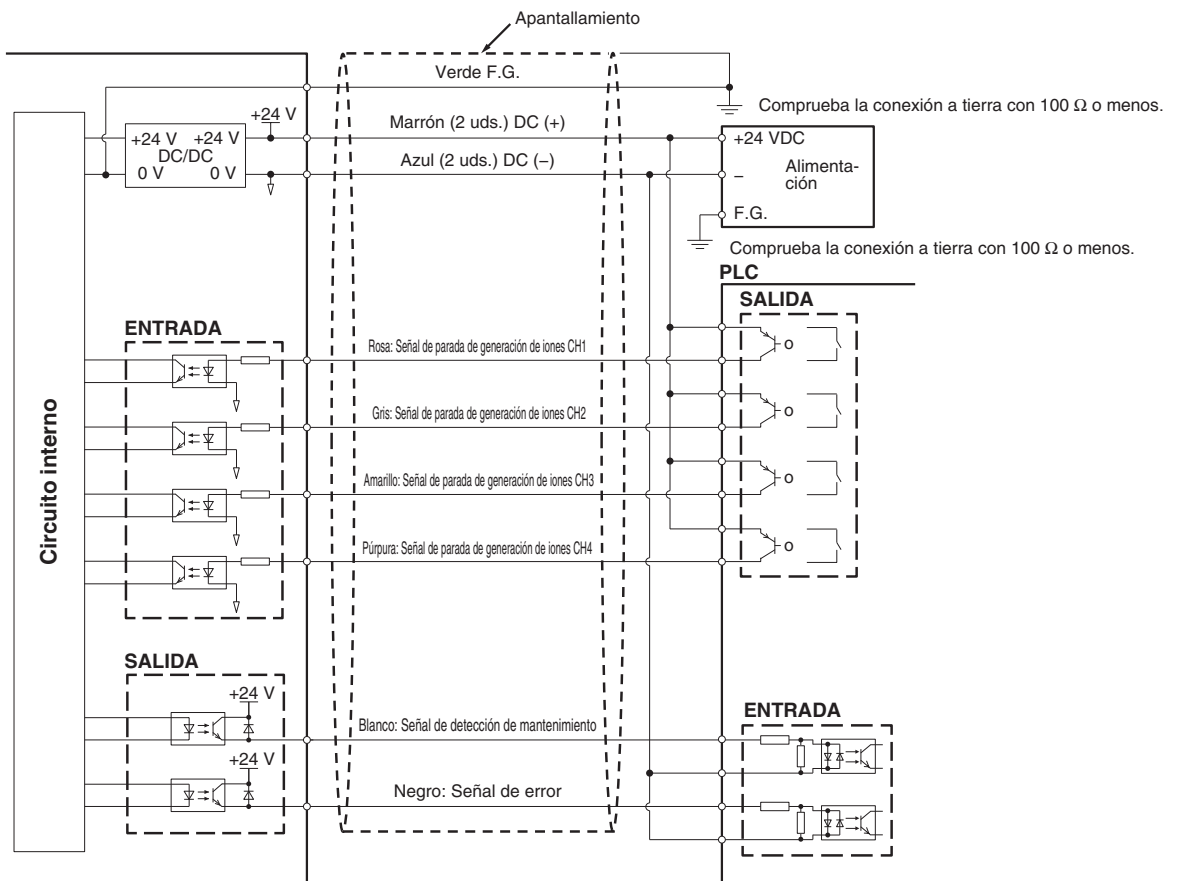 Apantallamiento
Verde F.G.
Comprueba la conexión a tierra con 100 Ω o menos.
+24 V
Marrón (2 uds.) DC (+)
+24 V +24 V
DC/DC
0 V 0 V
Azul (2 uds.) DC (–)
+24 VDC
–
Alimenta-
ción
F.G.
Comprueba la conexión a tierra con 100 Ω o menos.
PLC
SALIDA
ENTRADA
Rosa: Señal de parada de generación de iones CH1
o
Gris: Señal de parada de generación de iones CH2
o
Amarillo: Señal de parada de generación de iones CH3
o
Púrpura: Señal de parada de generación de iones CH4
o
Circuito interno
SALIDA
+24 V
Blanco: Señal de detección de mantenimiento
ENTRADA
+24 V
Negro: Señal de error